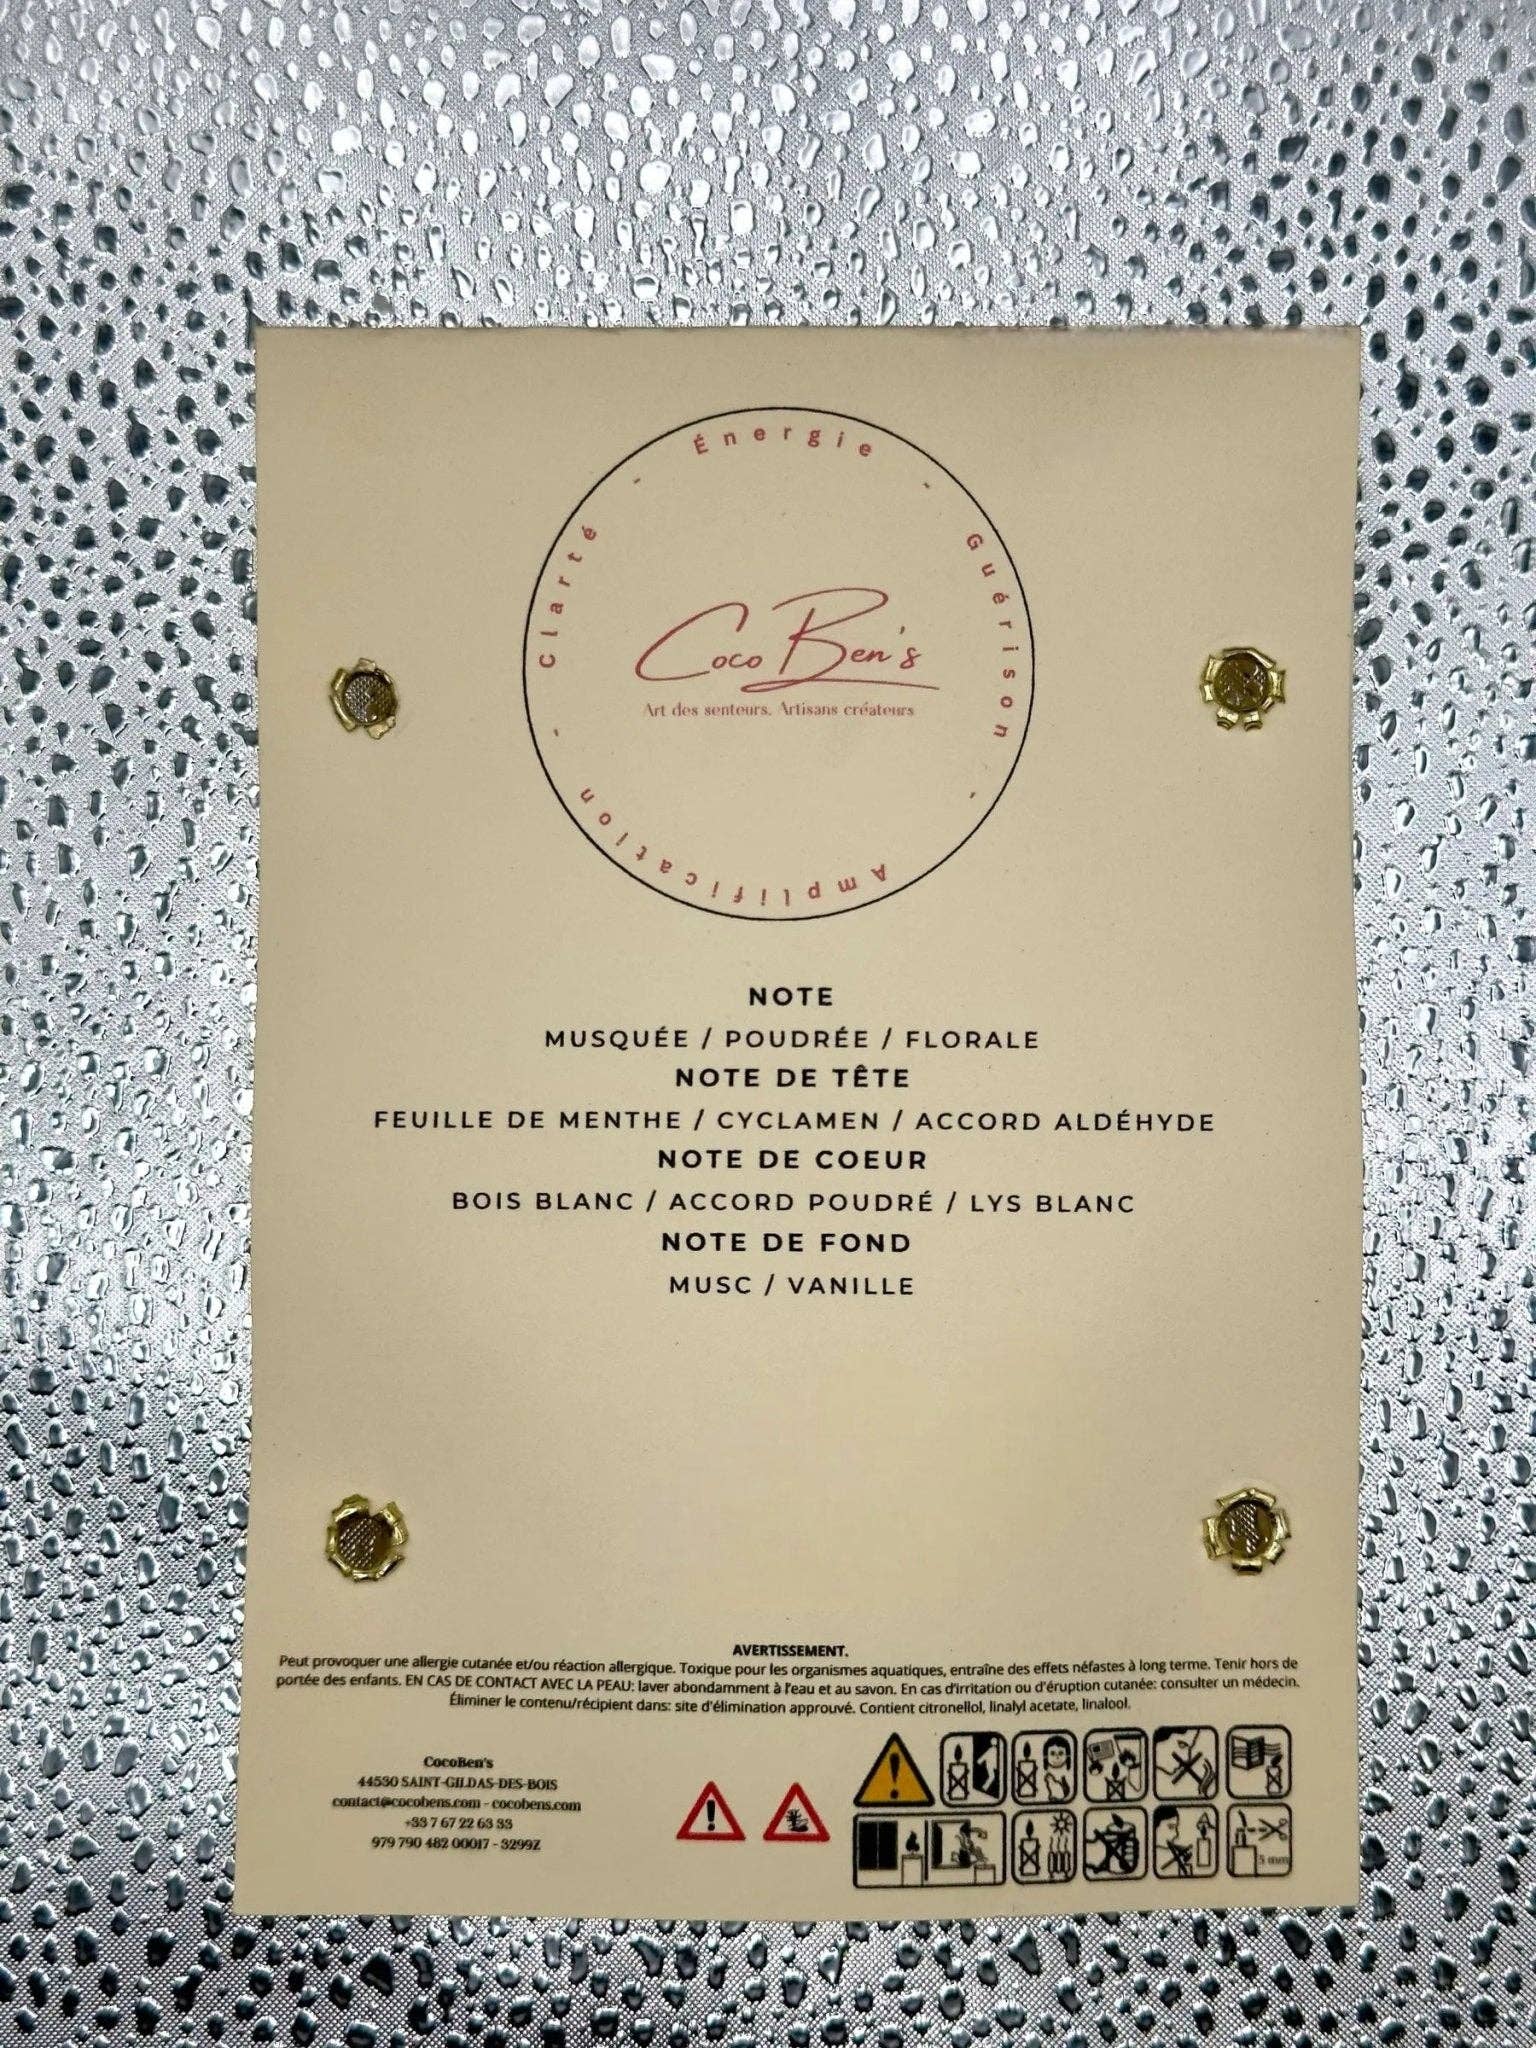 Énergie - Guérison - Amplification - Clarté -
Coco Ben's
Art des senteurs, Artisans créateurs
NOTE
MUSQUÉE / POUDRÉE / FLORALE
NOTE DE TÊTE
FEUILLE DE MENTHE / CYCLAMEN / ACCORD ALDÉHYDE
NOTE DE COEUR
BOIS BLANC / ACCORD POUDRÉ / LYS BLANC
NOTE DE FOND
MUSC / VANILLE
AVERTISSEMENT.
Peut provoquer une allergie cutanée et/ou réaction allergique. Toxique pour les organismes aquatiques, entraîne des effets néfastes à long terme. Tenir hors de
portée des enfants. EN CAS DE CONTACT AVEC LA PEAU: laver abondamment à l'eau et au savon. En cas d'irritation ou d'éruption cutanée: consulter un médecin.
Éliminer le contenu/récipient dans: site d'élimination approuvé. Contient citronellol, linalyl acetate, linalool.
CocoBen's
44530 SAINT-GILDAS-DES-BOIS
contact@cocobens.com - cocobens.com
+33 7 67 22 63 33
979 790 482 00017 - 3299Z
5 mm